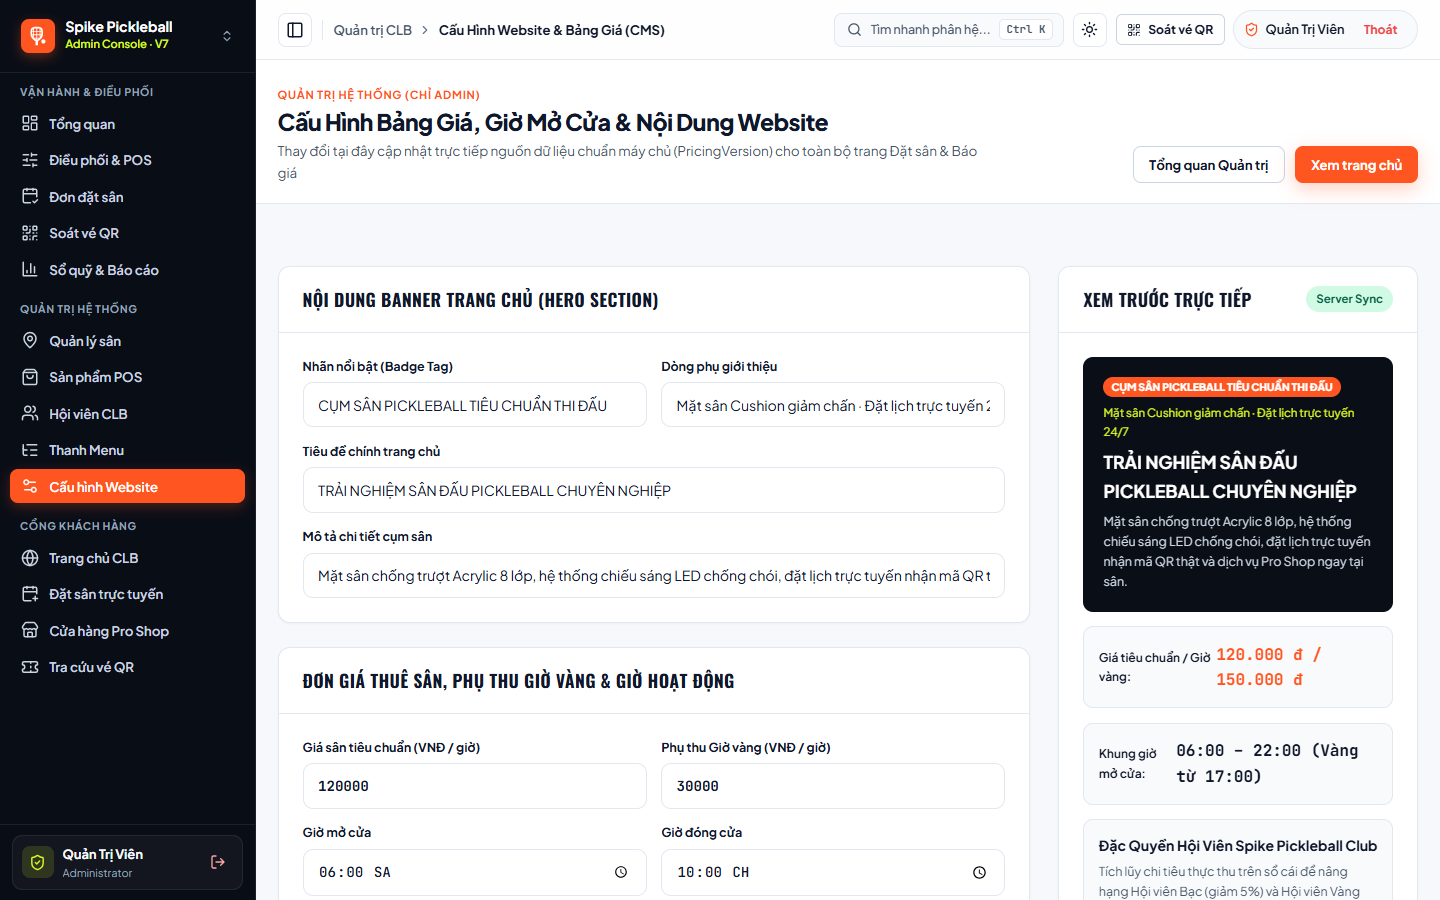 Spike Pickleball
Admin Console · V7
VẬN HÀNH & ĐIỀU PHỐI
Tổng quan
Điều phối & POS
Đơn đặt sân
Soát vé QR
Sổ quỹ & Báo cáo
QUẢN TRỊ HỆ THỐNG
Quản lý sân
Sản phẩm POS
Hội viên CLB
Thanh Menu
Cấu hình Website
CỔNG KHÁCH HÀNG
Trang chủ CLB
Đặt sân trực tuyến
Cửa hàng Pro Shop
Tra cứu vé QR
Quản Trị Viên
Administrator
Quản trị CLB
Cấu Hình Website & Bảng Giá (CMS)
Tìm nhanh phân hệ...
Ctrl K
Soát vé QR
Quản Trị Viên
Thoát
QUẢN TRỊ HỆ THỐNG (CHỈ ADMIN)
Cấu Hình Bảng Giá, Giờ Mở Cửa & Nội Dung Website
Thay đổi tại đây cập nhật trực tiếp nguồn dữ liệu chuẩn máy chủ (PricingVersion) cho toàn bộ trang Đặt sân & Báo
giá
Tổng quan Quản trị
Xem trang chủ
NỘI DUNG BANNER TRANG CHỦ (HERO SECTION)
Nhãn nổi bật (Badge Tag)
CỤM SÂN PICKLEBALL TIÊU CHUẨN THI ĐẤU
Dòng phụ giới thiệu
Mặt sân Cushion giảm chấn · Đặt lịch trực tuyến 2
Tiêu đề chính trang chủ
TRẢI NGHIỆM SÂN ĐẤU PICKLEBALL CHUYÊN NGHIỆP
Mô tả chi tiết cụm sân
Mặt sân chống trượt Acrylic 8 lớp, hệ thống chiếu sáng LED chống chói, đặt lịch trực tuyến nhận mã QR t
ĐƠN GIÁ THUÊ SÂN, PHỤ THU GIỜ VÀNG & GIỜ HOẠT ĐỘNG
Giá sân tiêu chuẩn (VNĐ / giờ)
120000
Phụ thu Giờ vàng (VNĐ / giờ)
30000
Giờ mở cửa
06:00 SA
Giờ đóng cửa
10:00 CH
XEM TRƯỚC TRỰC TIẾP
Server Sync
CỤM SÂN PICKLEBALL TIÊU CHUẨN THI ĐẤU
Mặt sân Cushion giảm chấn · Đặt lịch trực tuyến
24/7
TRẢI NGHIỆM SÂN ĐẤU
PICKLEBALL CHUYÊN NGHIỆP
Mặt sân chống trượt Acrylic 8 lớp, hệ thống
chiếu sáng LED chống chói, đặt lịch trực tuyến
nhận mã QR thật và dịch vụ Pro Shop ngay tại
sân.
Giá tiêu chuẩn / Giờ
vàng:
120.000 đ /
150.000 đ
Khung giờ
mở cửa:
06:00 - 22:00 (Vàng
từ 17:00)
Đặc Quyền Hội Viên Spike Pickleball Club
Tích lũy chi tiêu thực thu trên sổ cái để nâng
hạng Hội viên Bạc (giảm 5%) và Hội viên Vàng